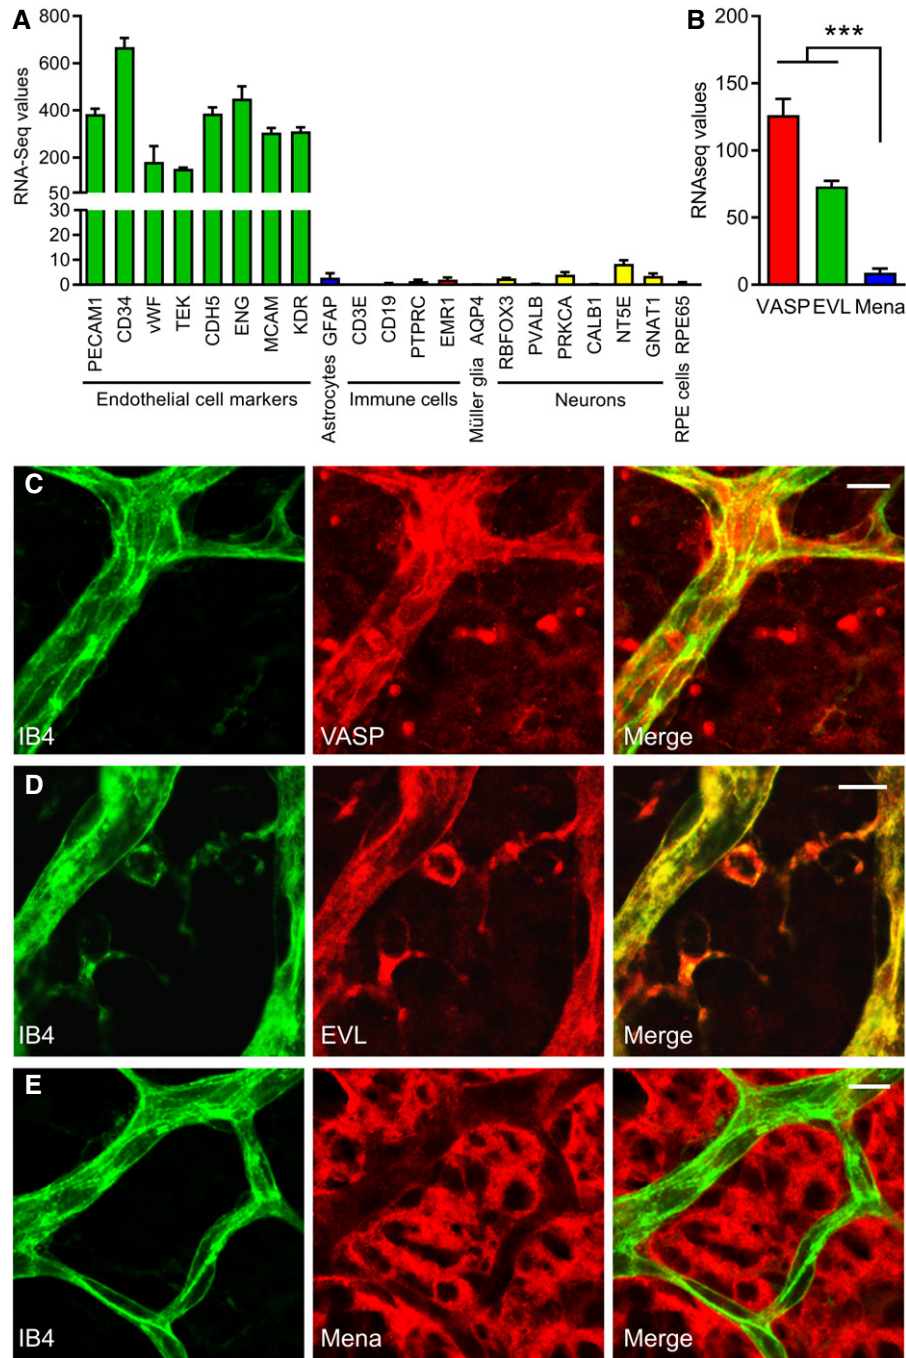 A
RNA-Seq values
800
600
400
200
50
30
20
10
0
PECAM1
CD34
vWF
TEK
CDH5
ENG
MCAM
KDR
GFAP
CD3E
CD19
PTPRC
EMR1
AQP4
RBFOX3
PVALB
PRKCA
CALB1
NT5E
GNAT1
RPE65
Endothelial cell markers
Astrocytes
Immune cells
Müller glia
Neurons
RPE cells
B
RNAseq values
200
150
100
50
0
***
VASP EVL Mena
C
IB4
VASP
Merge
D
IB4
EVL
Merge
E
IB4
Mena
Merge